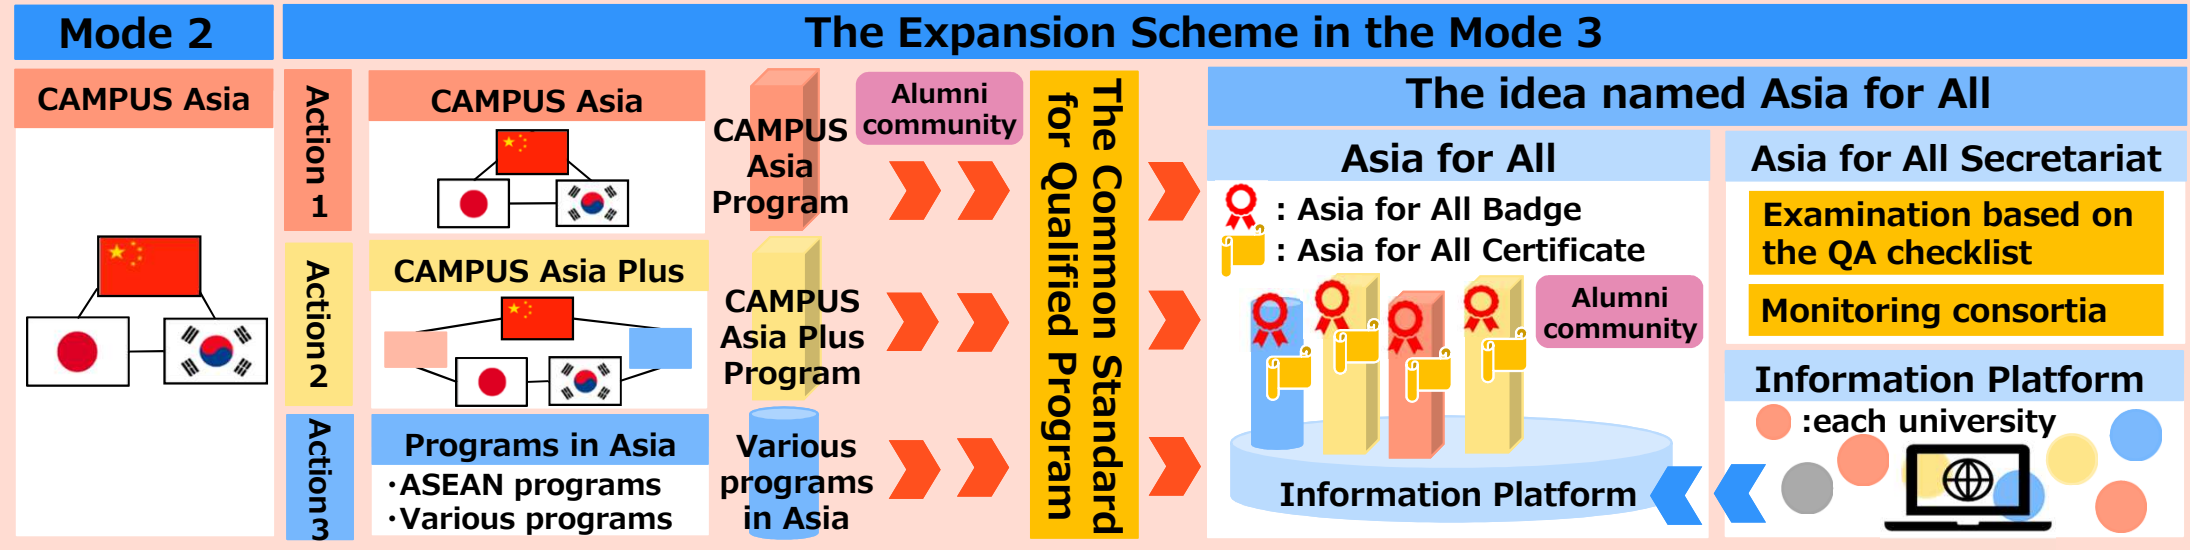 Mode 2
The Expansion Scheme in the Mode 3
CAMPUS Asia
Action 1
CAMPUS Asia
CAMPUS
Asia
Program
Alumni
community
Action2
CAMPUS Asia Plus
CAMPUS
Asia Plus
Program
Action3
Programs in Asia
・ASEAN programs
・Various programs
Various
programs
in Asia
The Common Standard
for Qualified Program
The idea named Asia for All
Asia for All
: Asia for All Badge
: Asia for All Certificate
Alumni
community
Information Platform
Asia for All Secretariat
Examination based on
the QA checklist
Monitoring consortia
Information Platform
:each university